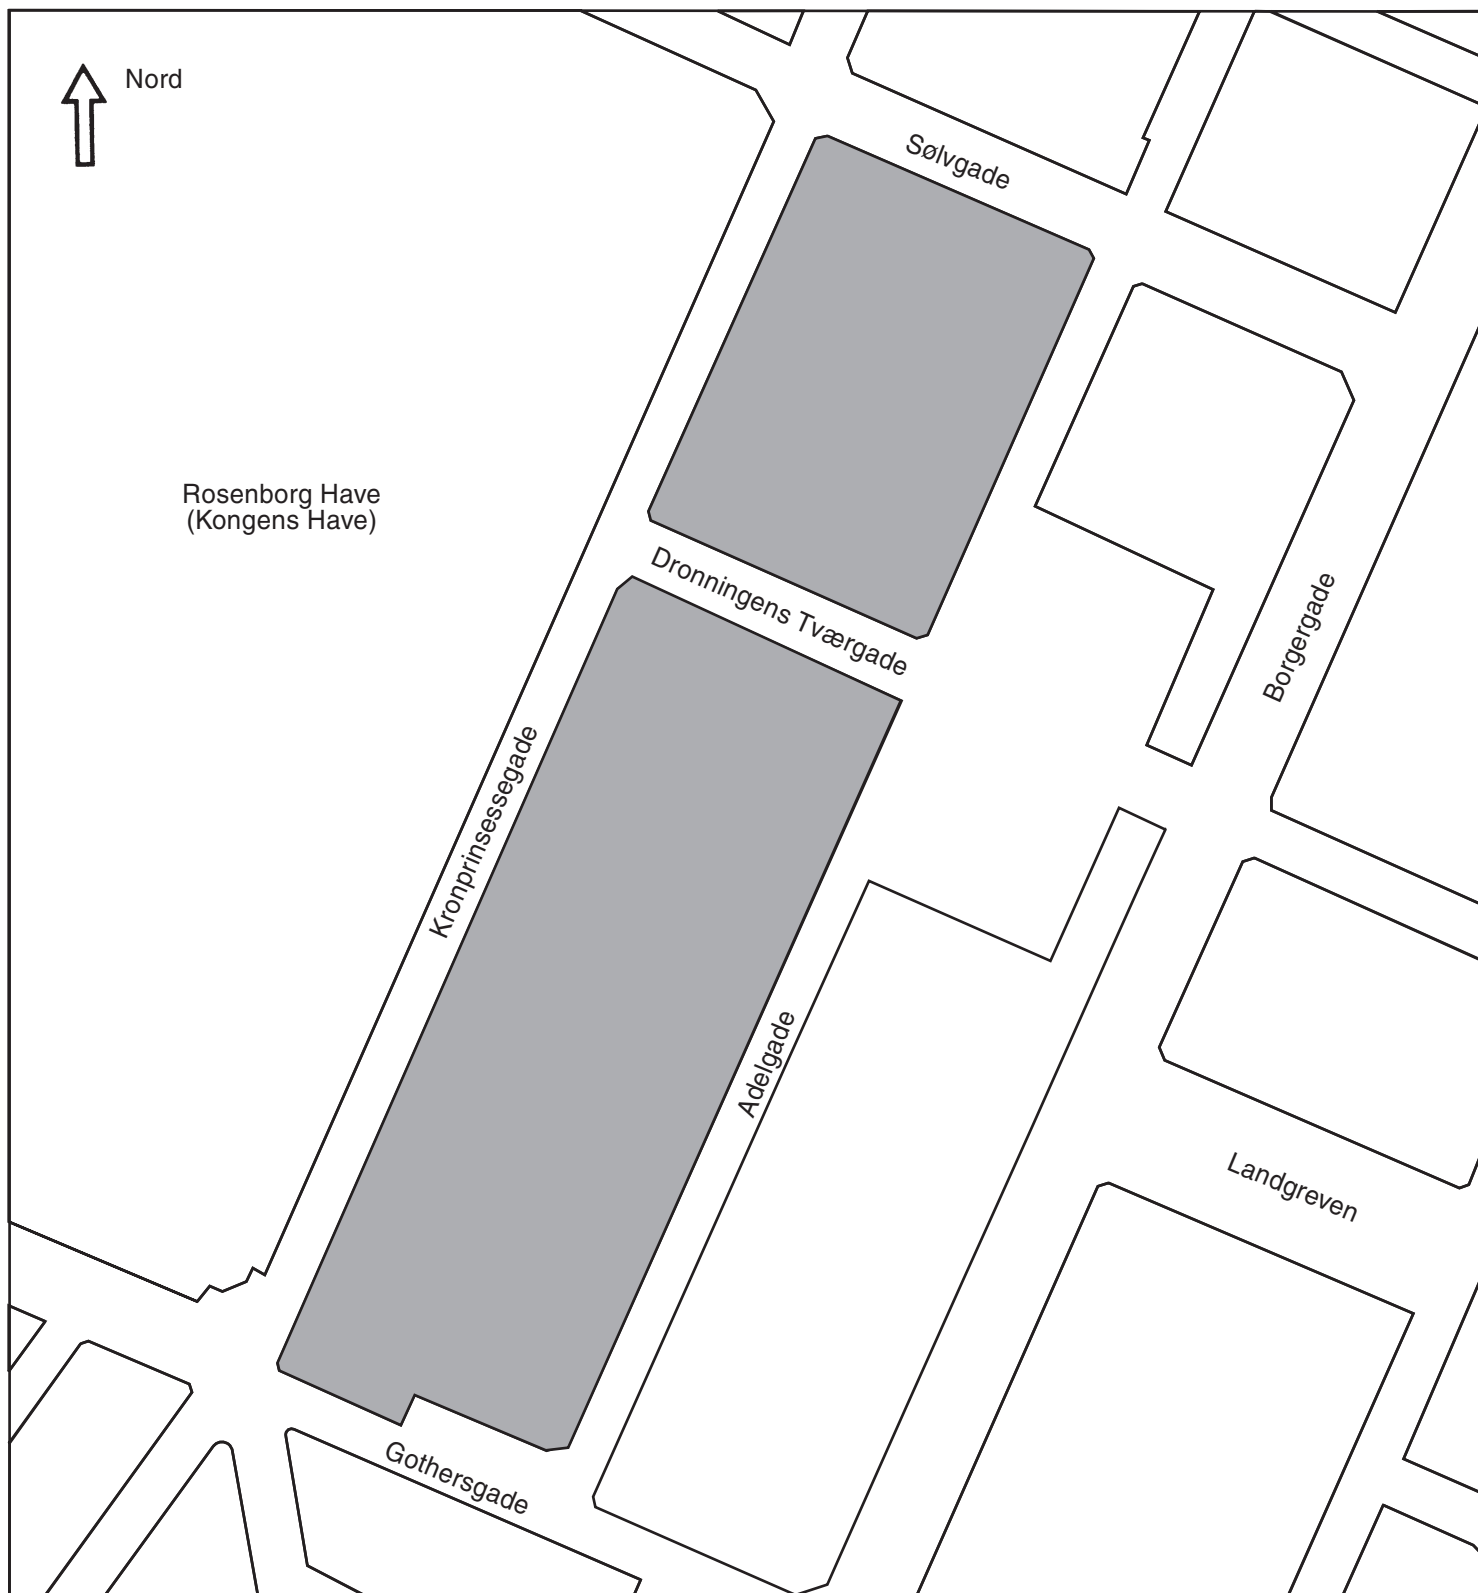 Nord
Sølvgade
Rosenborg Have
(Kongens Have)
Dronningens Tværgade
Borgergade
Kronprinsessegade
Adelgade
Landgreven
Gothersgade